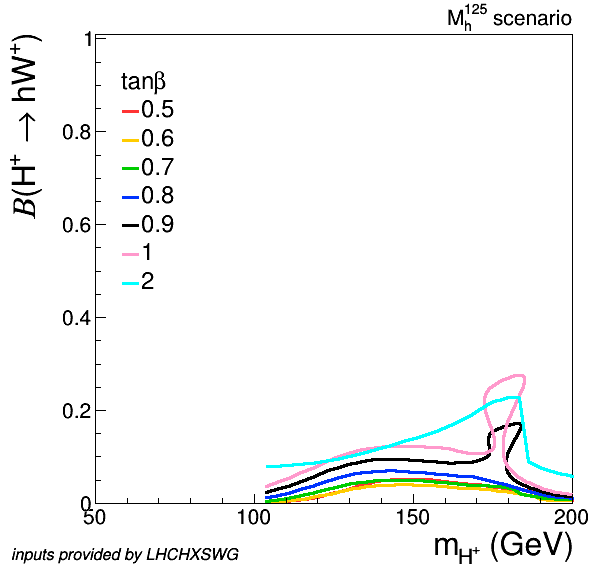 M_h^125 scenario
B(H⁺ → hW⁺)
1
0.8
0.6
0.4
0.2
0
tanβ
0.5
0.6
0.7
0.8
0.9
1
2
50 100 150 200
m_H⁺ (GeV)
inputs provided by LHCHXSWG